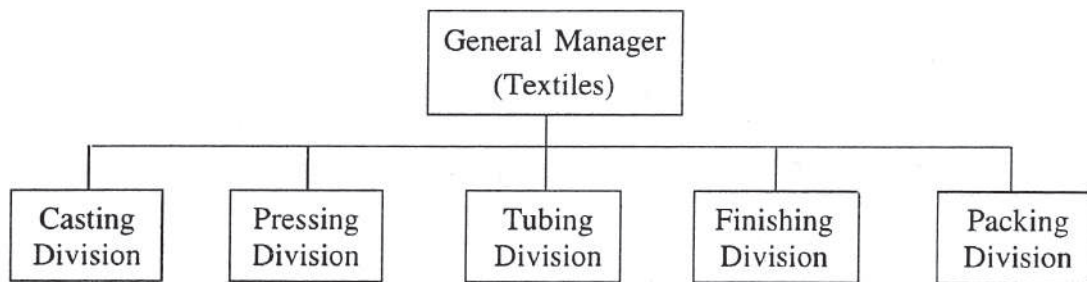 General Manager
(Textiles)
Casting
Division
Pressing
Division
Tubing
Division
Finishing
Division
Packing
Division